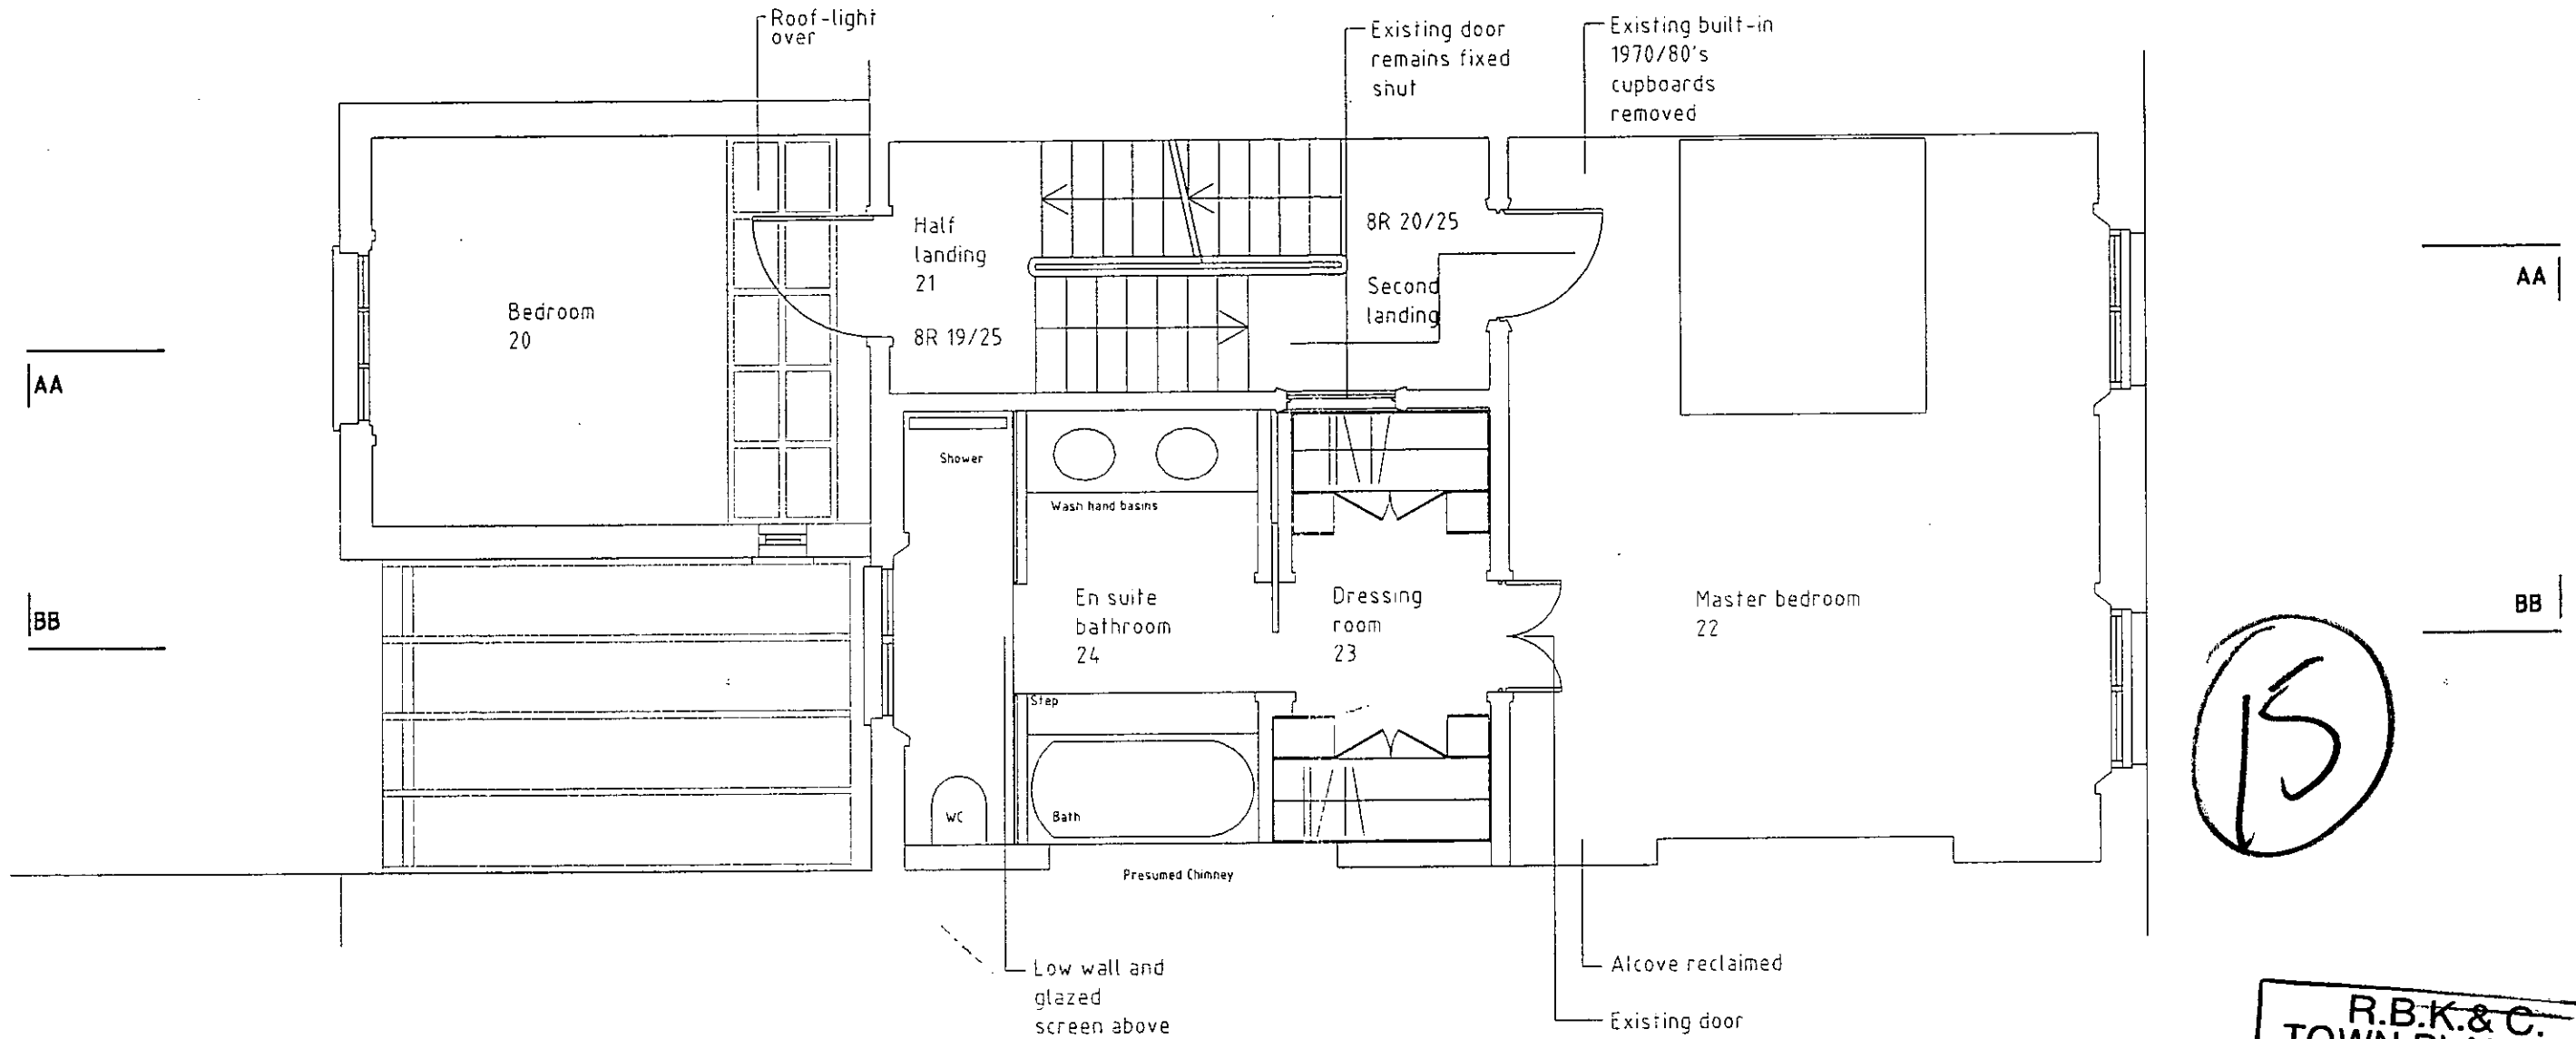 Roof-light
over
Existing door
remains fixed
shut
Existing built-in
1970/80's
cupboards
removed
Half
landing
21
8R 19/25
8R 20/25
Second
landing
Bedroom
20
AA
AA
BB
BB
Shower
Wash hand basins
En suite
bathroom
24
Dressing
room
23
Master bedroom
22
Step
Bath
WC
Presumed Chimney
Low wall and
glazed
screen above
Alcove reclaimed
Existing door
15
R.B.K.& C.